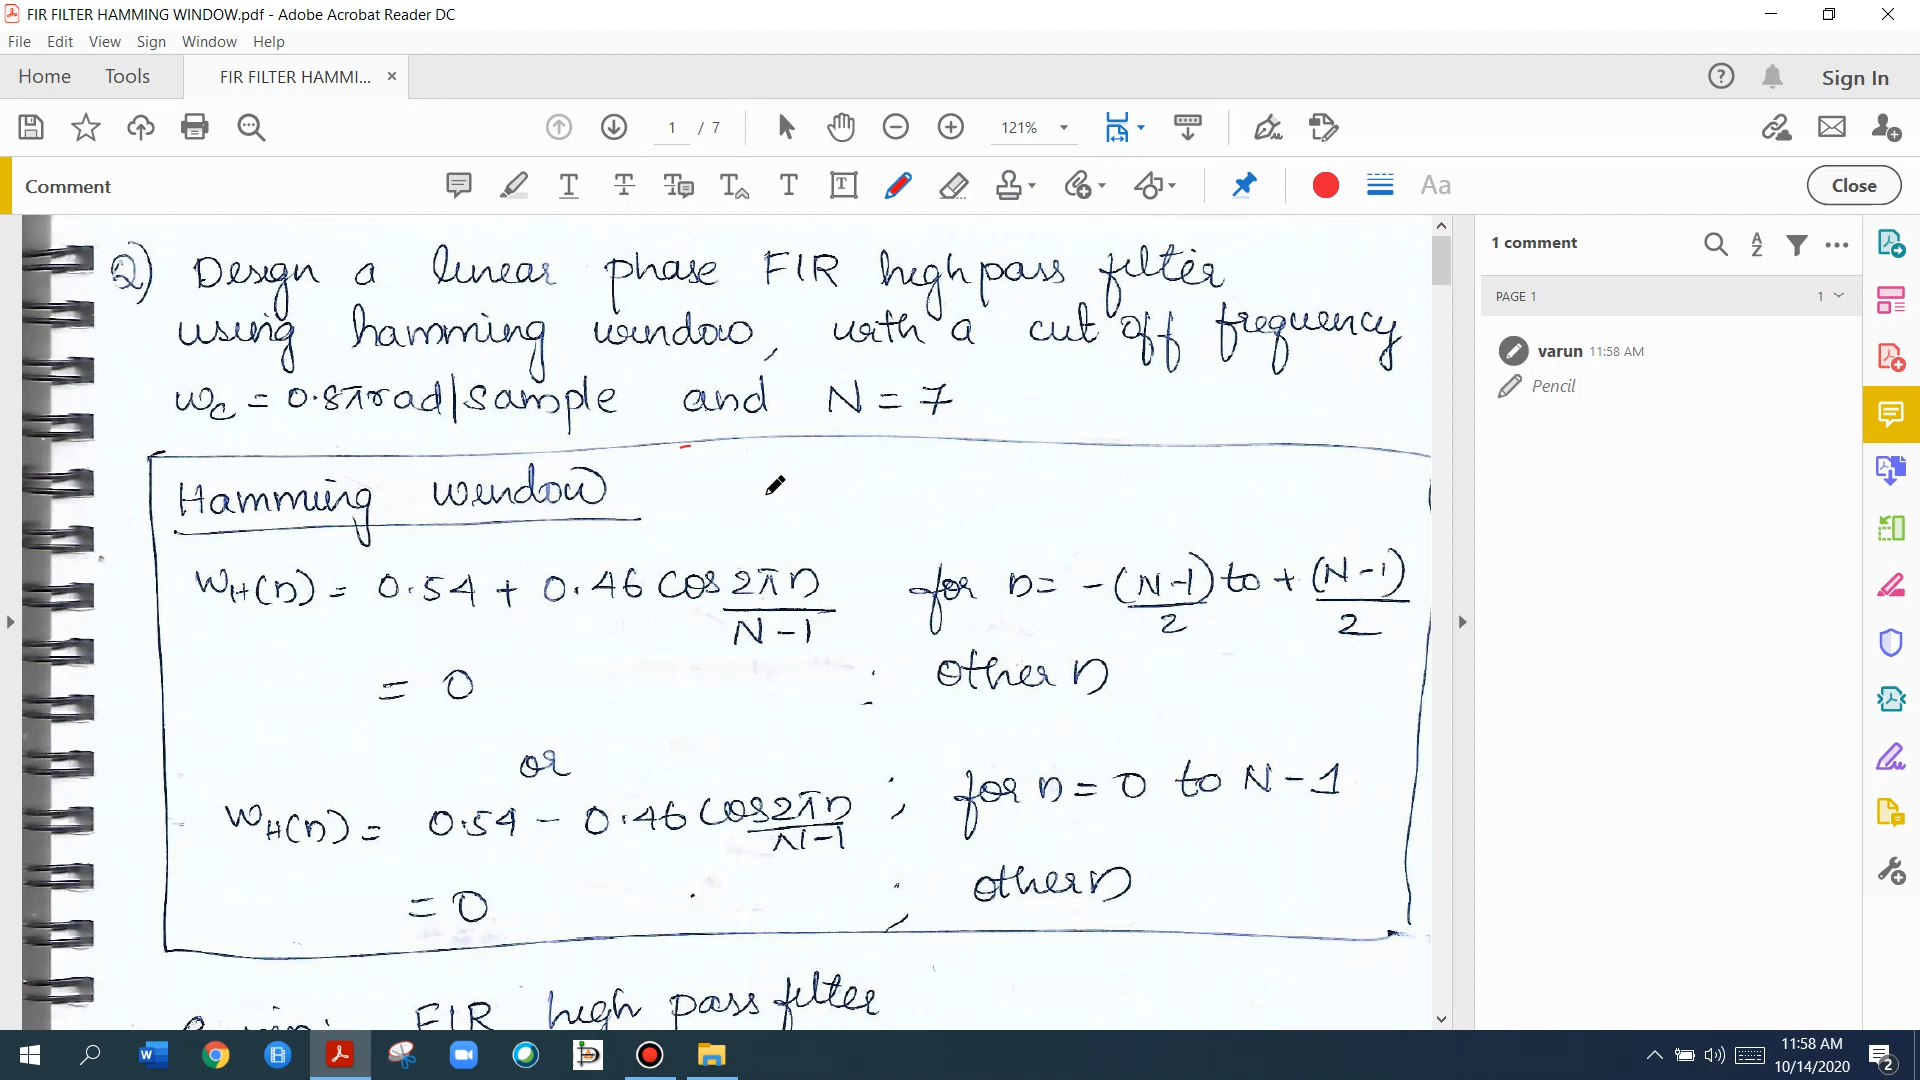 FIR FILTER HAMMING WINDOW.pdf - Adobe Acrobat Reader DC
File Edit View Sign Window Help
Home Tools FIR FILTER HAMMI... × Sign In
1 / 7 121%
Comment Close
Q) Design a linear phase FIR highpass filter
using hamming window, with a cut off frequency
ωc = 0.8π rad/sample and N = 7
Hamming window
WH(n) = 0.54 + 0.46 cos 2πn/N-1 for n = -(N-1)/2 to +(N-1)/2
= 0 ; other n
or
WH(n) = 0.54 - 0.46 cos 2πn/N-1 ; for n = 0 to N-1
= 0 ; other n
FIR high pass filter
1 comment
PAGE 1 1
varun 11:58 AM
Pencil
11:58 AM
10/14/2020
2